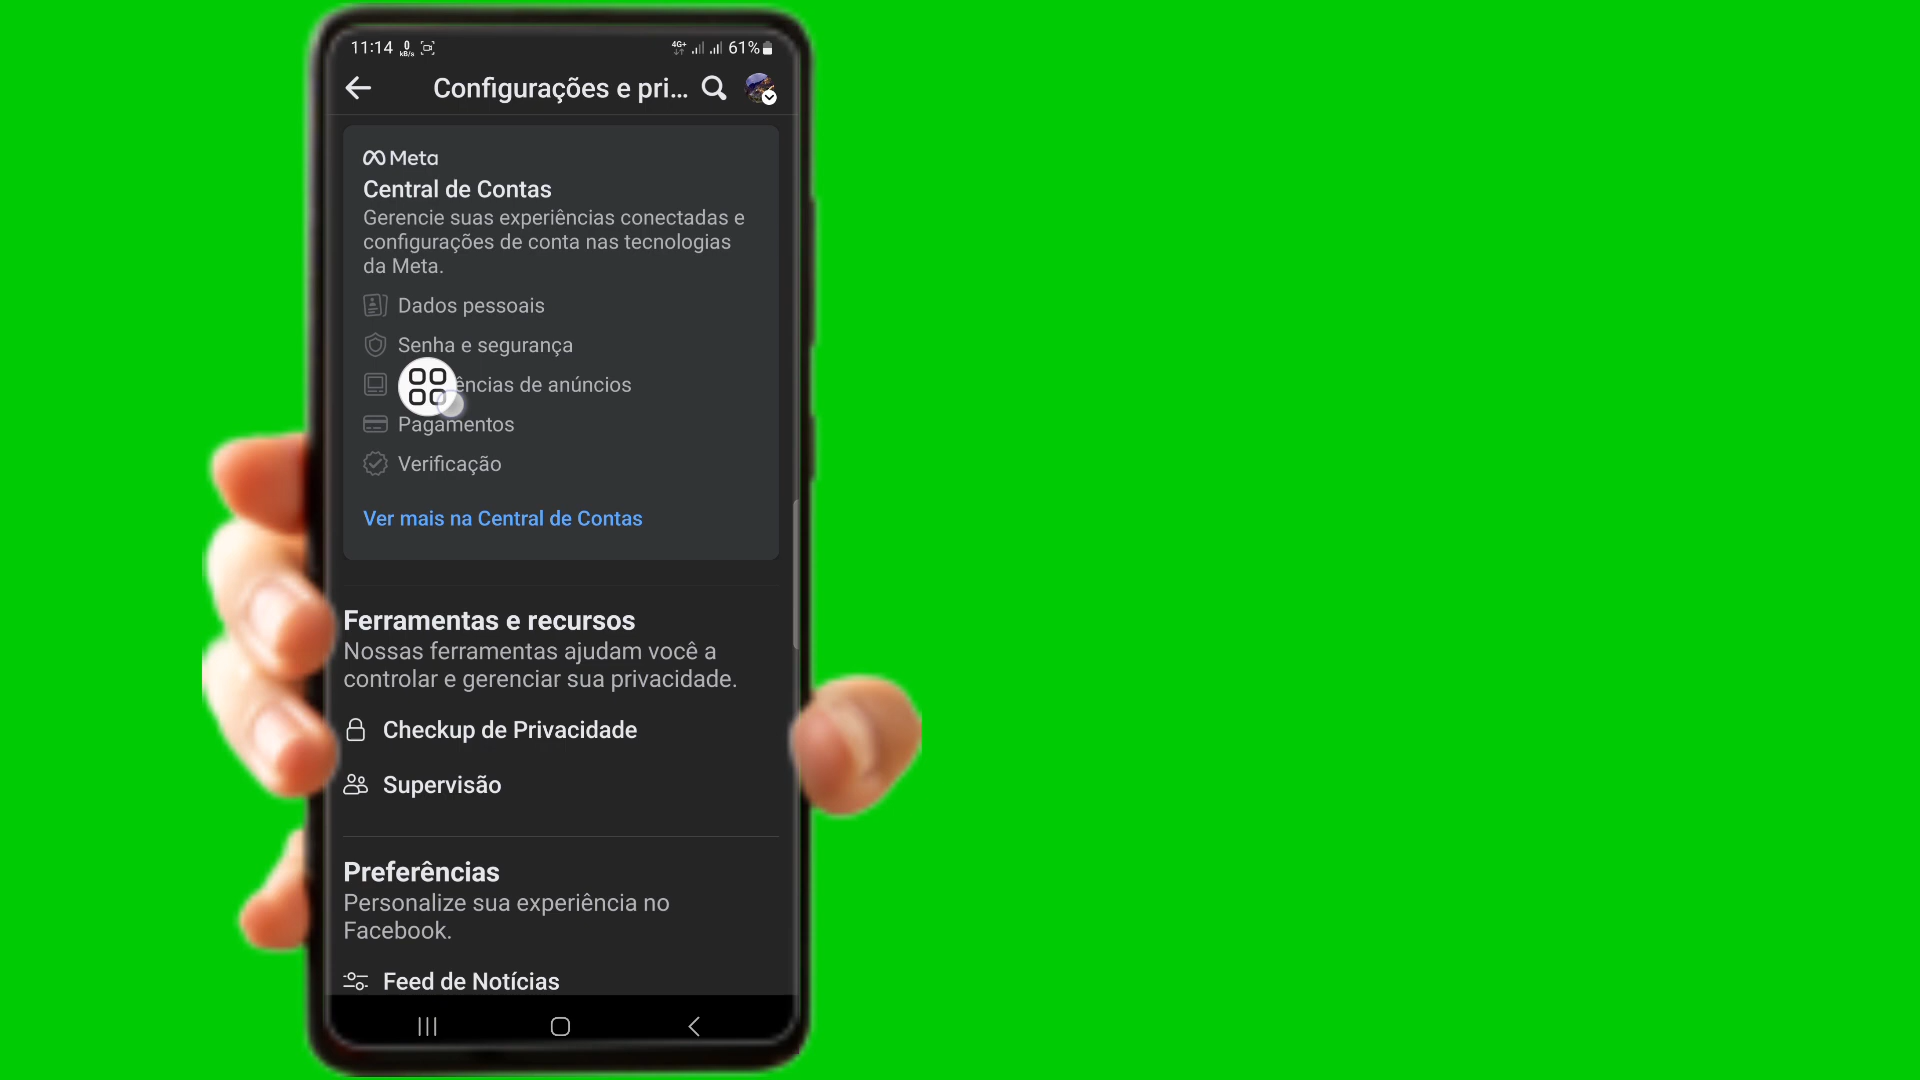 11:14 0 kB/s 4G+ 61%
Configurações e pri...
Meta
Central de Contas
Gerencie suas experiências conectadas e
configurações de conta nas tecnologias
da Meta.
Dados pessoais
Senha e segurança
ências de anúncios
Pagamentos
Verificação
Ver mais na Central de Contas
Ferramentas e recursos
Nossas ferramentas ajudam você a
controlar e gerenciar sua privacidade.
Checkup de Privacidade
Supervisão
Preferências
Personalize sua experiência no
Facebook.
Feed de Notícias